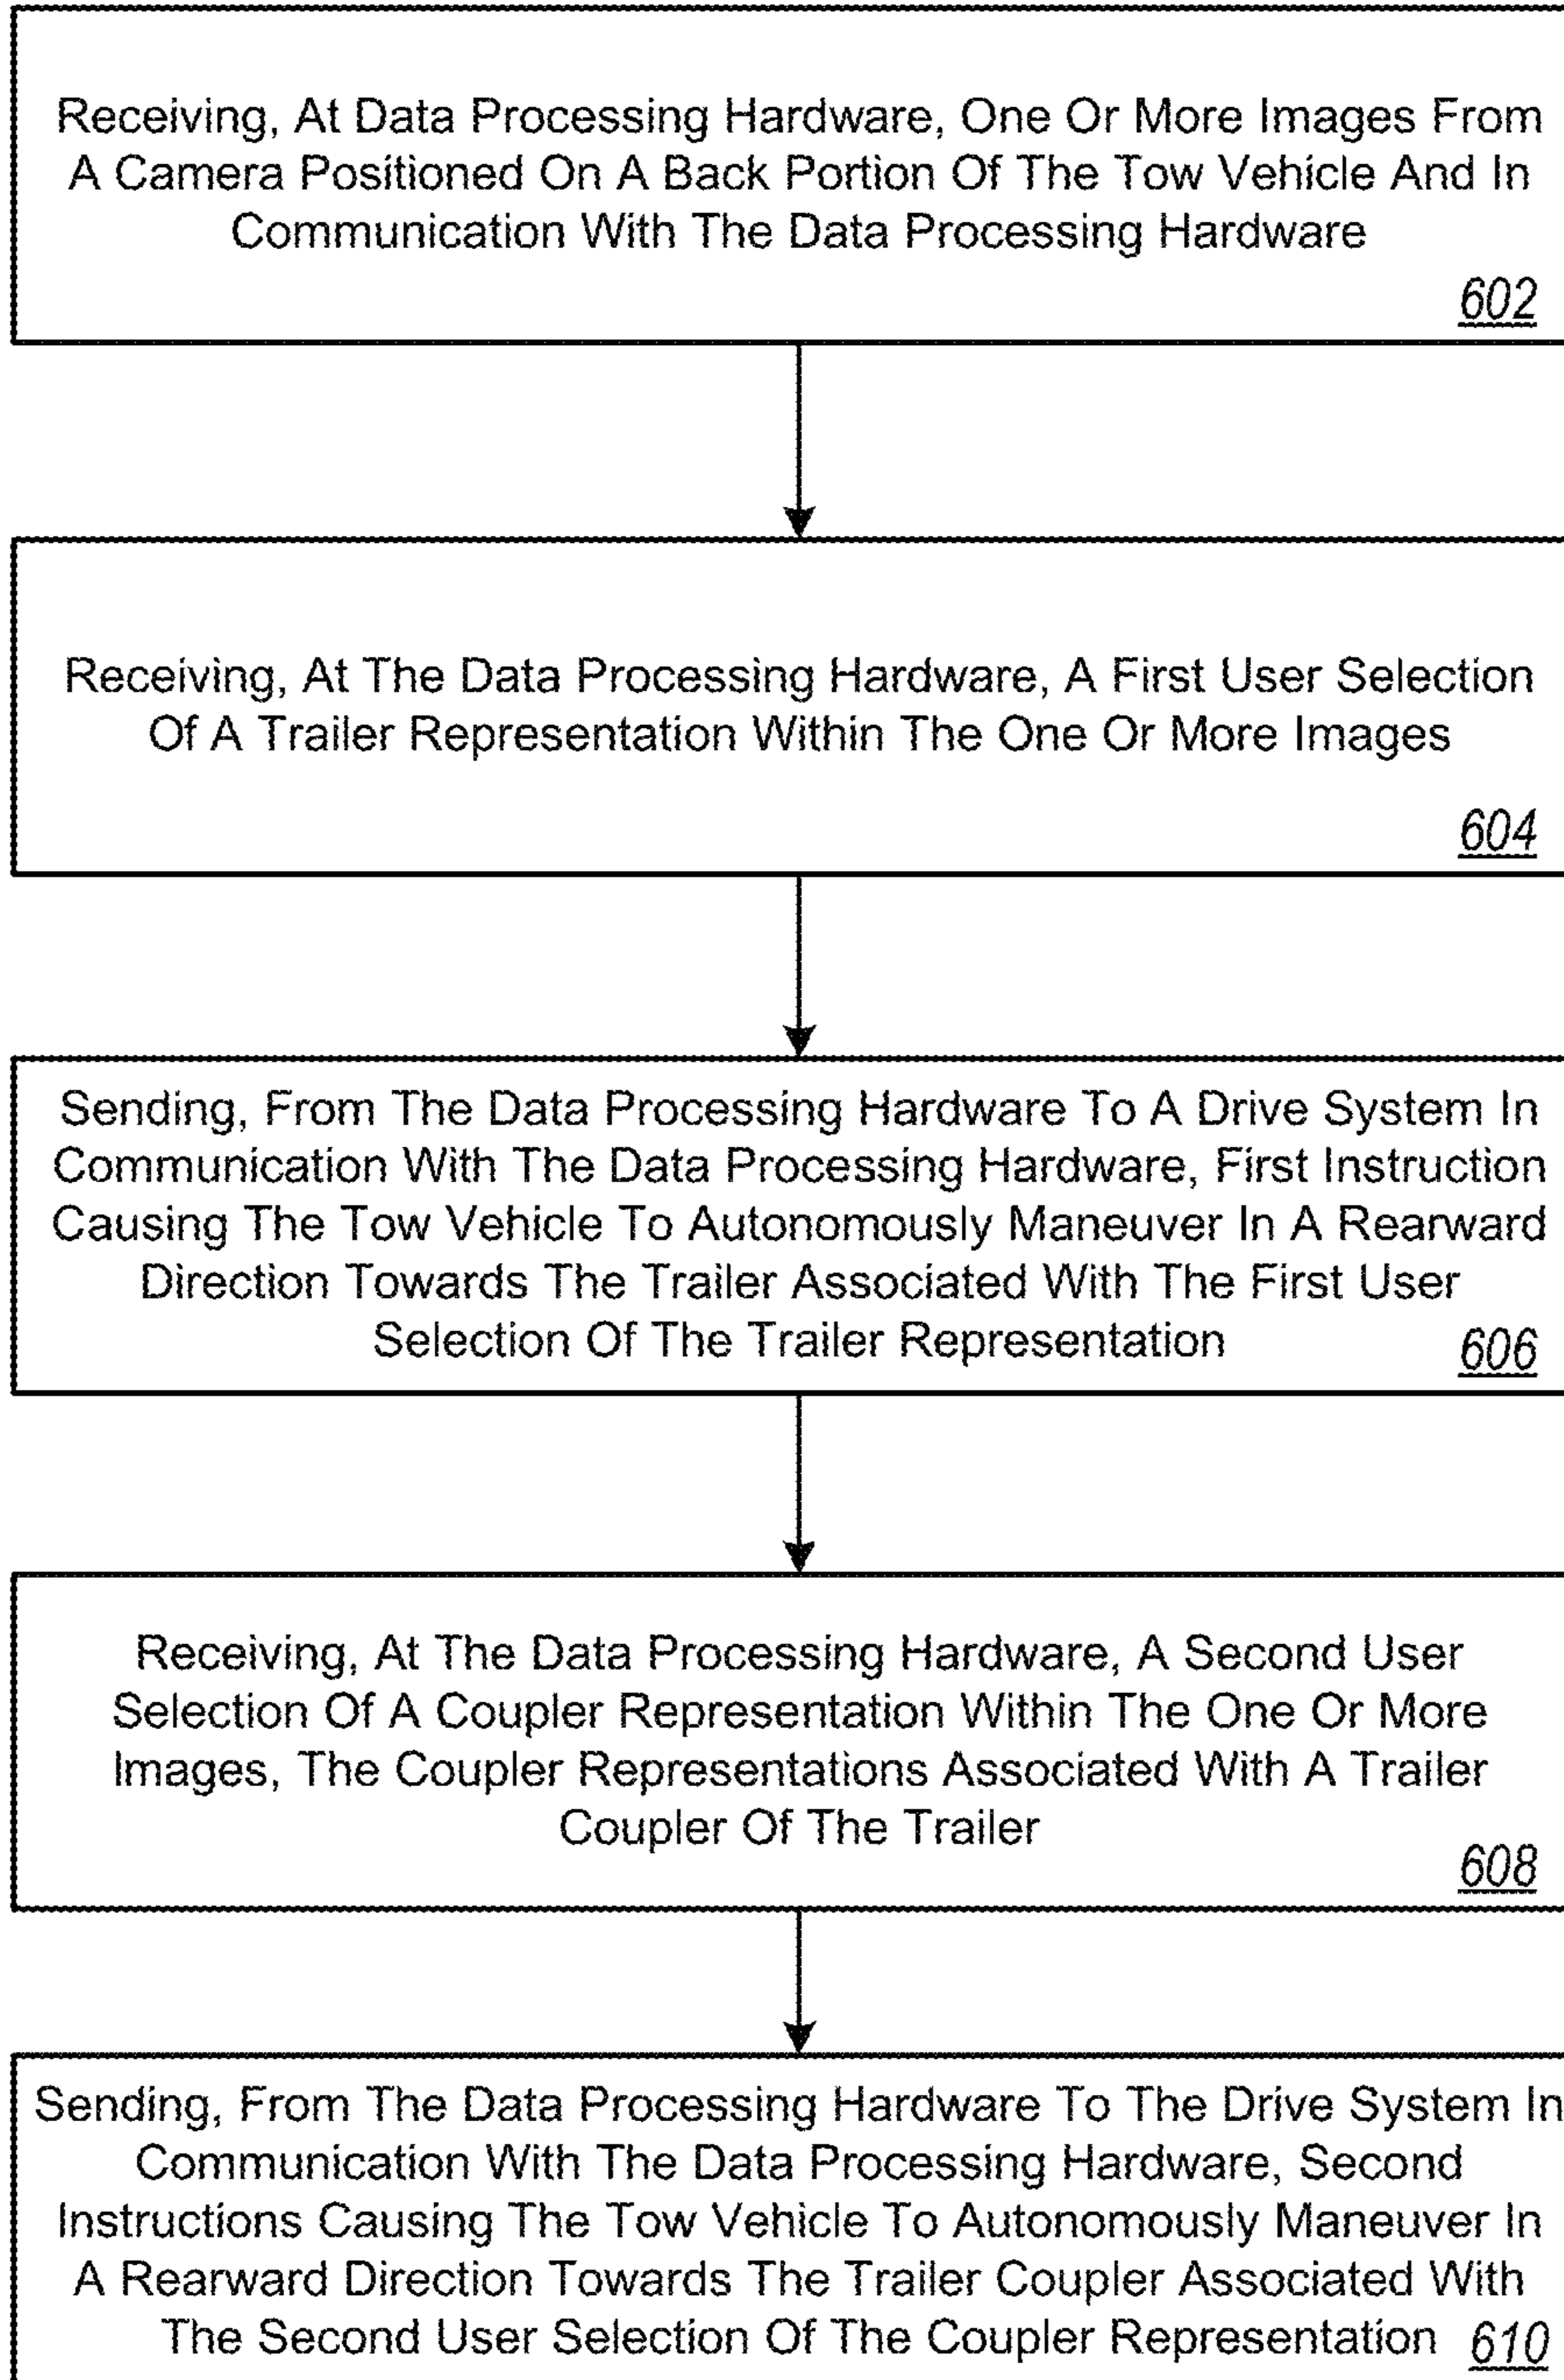 Receiving, At Data Processing Hardware, One Or More Images From
A Camera Positioned On A Back Portion Of The Tow Vehicle And In
Communication With The Data Processing Hardware
602
Receiving, At The Data Processing Hardware, A First User Selection
Of A Trailer Representation Within The One Or More Images
604
Sending, From The Data Processing Hardware To A Drive System In
Communication With The Data Processing Hardware, First Instruction
Causing The Tow Vehicle To Autonomously Maneuver In A Rearward
Direction Towards The Trailer Associated With The First User
Selection Of The Trailer Representation 606
Receiving, At The Data Processing Hardware, A Second User
Selection Of A Coupler Representation Within The One Or More
Images, The Coupler Representations Associated With A Trailer
Coupler Of The Trailer
608
Sending, From The Data Processing Hardware To The Drive System In
Communication With The Data Processing Hardware, Second
Instructions Causing The Tow Vehicle To Autonomously Maneuver In
A Rearward Direction Towards The Trailer Coupler Associated With
The Second User Selection Of The Coupler Representation 610